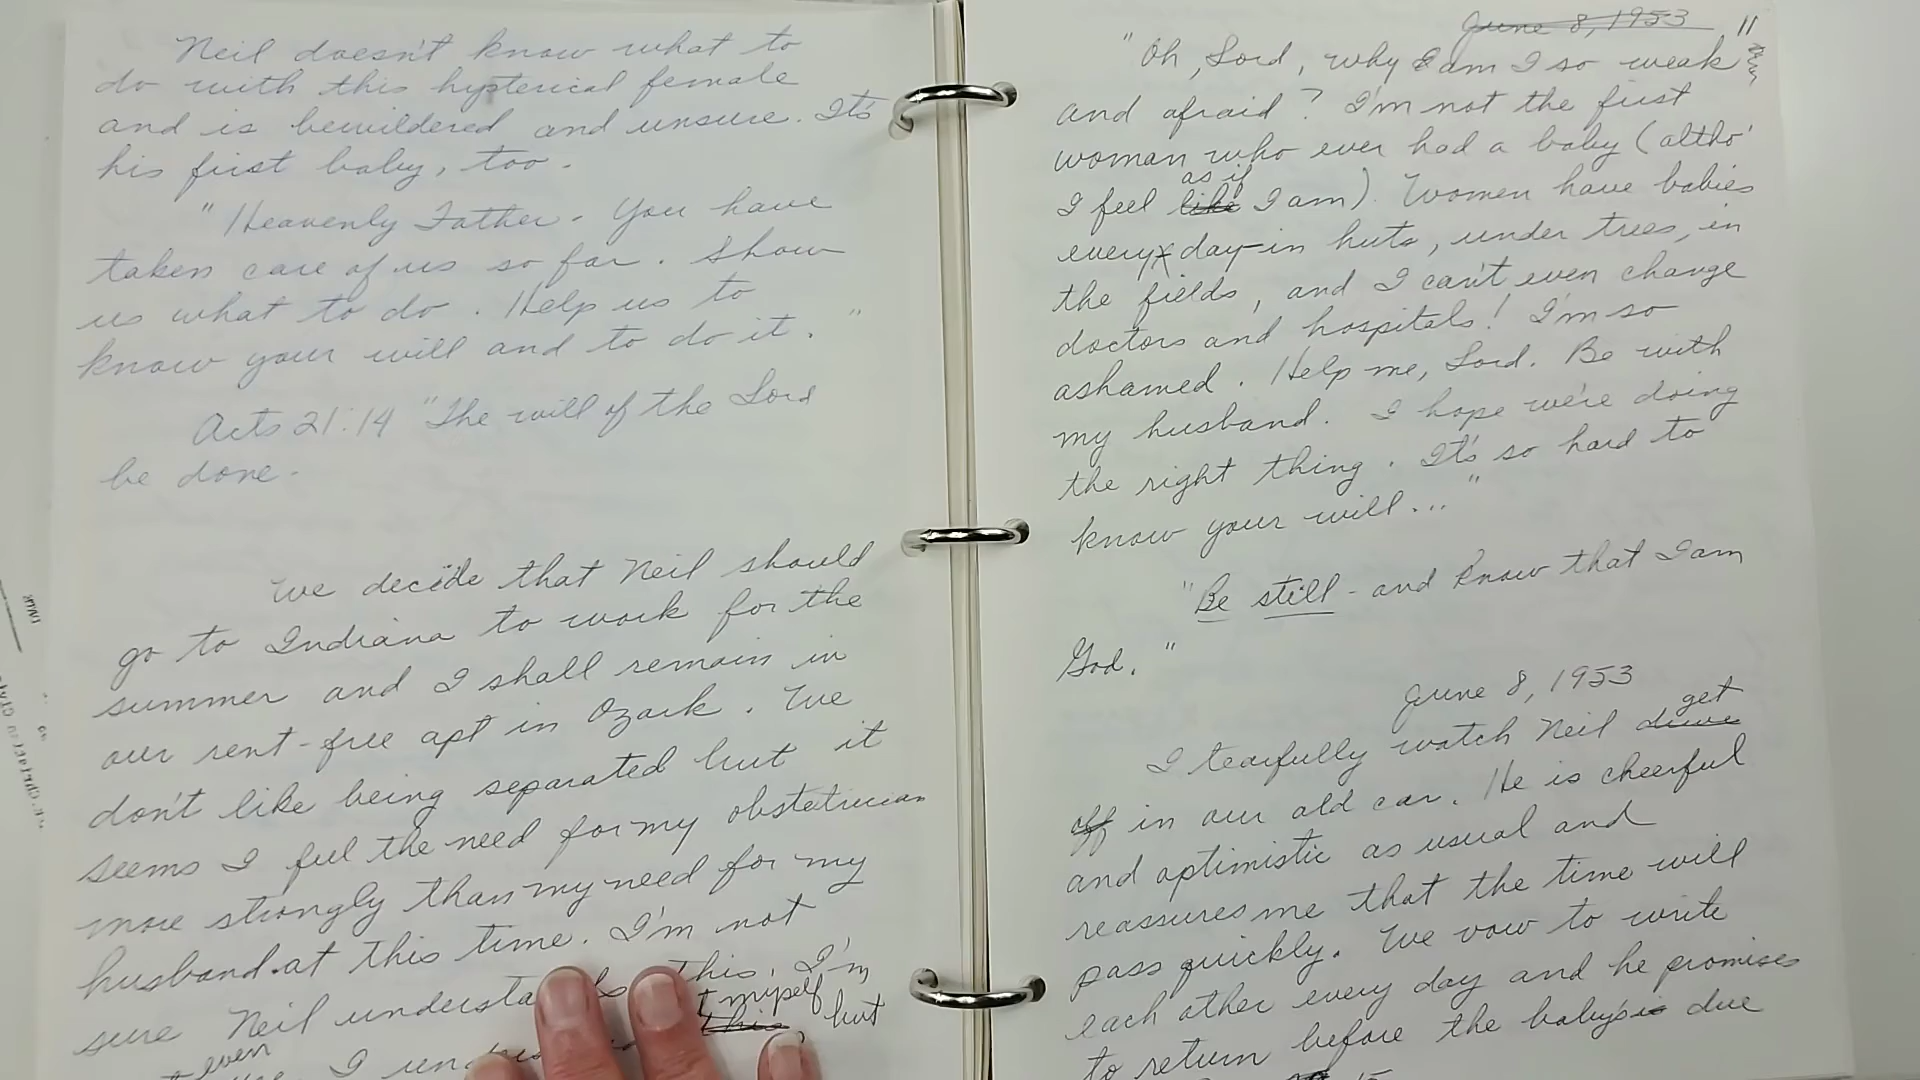 Neil doesn't know what to
do with this hysterical female
and is bewildered and unsure. It's
his first baby, too.
"Heavenly Father - You have
taken care of us so far. Show
us what to do. Help us to
know your will and to do it."
Acts 21:14 "The will of the Lord
be done.
We decide that Neil should
go to Indiana to work for the
summer and I shall remain in
our rent-free apt in Ozark. We
don't like being separated but it
seems I feel the need for my obstetrician
more strongly than my need for my
husband at this time. I'm not
sure Neil understands this. I'm
myself
this, but
even
I
June 8, 1953 11
"Oh, Lord, why am I so weak
and afraid? I'm not the first
woman who ever had a baby (altho'
as if
I feel like I am). Women have babies
every day-in huts, under trees, in
the fields, and I can't even change
doctors and hospitals! I'm so
ashamed. Help me, Lord. Be with
my husband. I hope we're doing
the right thing. It's so hard to
know your will..."
"Be still - and know that I am
God."
June 8, 1953
get
I tearfully watch Neil drive
off in our old car. He is cheerful
and optimistic as usual and
reassures me that the time will
pass quickly. We vow to write
each other every day and he promises
to return before the baby's due
15